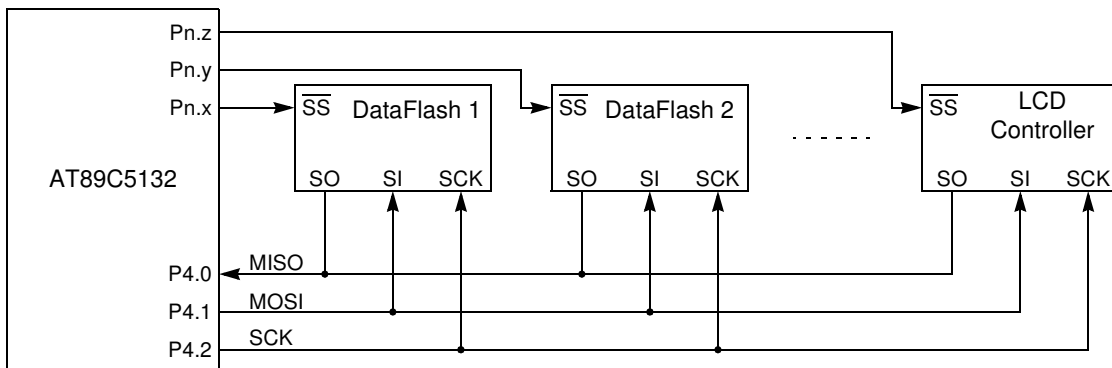 Pn.z
Pn.y
Pn.x
AT89C5132
P4.0
P4.1
P4.2
SS DataFlash 1
SO SI SCK
SS DataFlash 2
SO SI SCK
SS LCD
Controller
SO SI SCK
MISO
MOSI
SCK